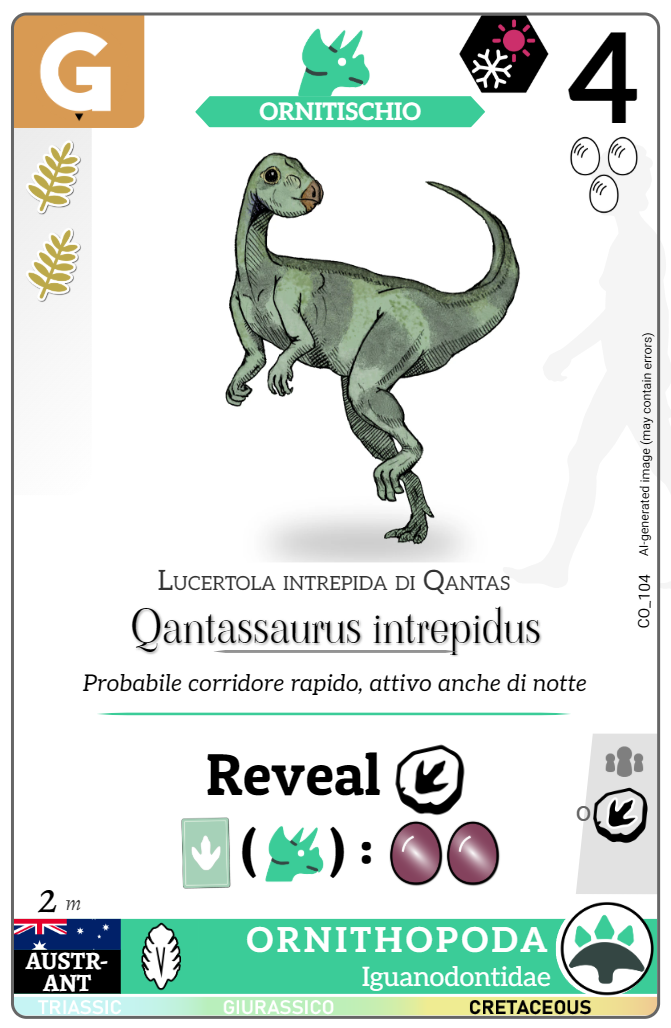 G
ORNITISCHIO
4
AI-generated image (may contain errors)
CO_104
Lucertola intrepida di Qantas
Qantassaurus intrepidus
Probabile corridore rapido, attivo anche di notte
Reveal
( ) :
O
2 m
AUSTR-
ANT
ORNITHOPODA
Iguanodontidae
TRIASSIC GIURASSICO CRETACEOUS